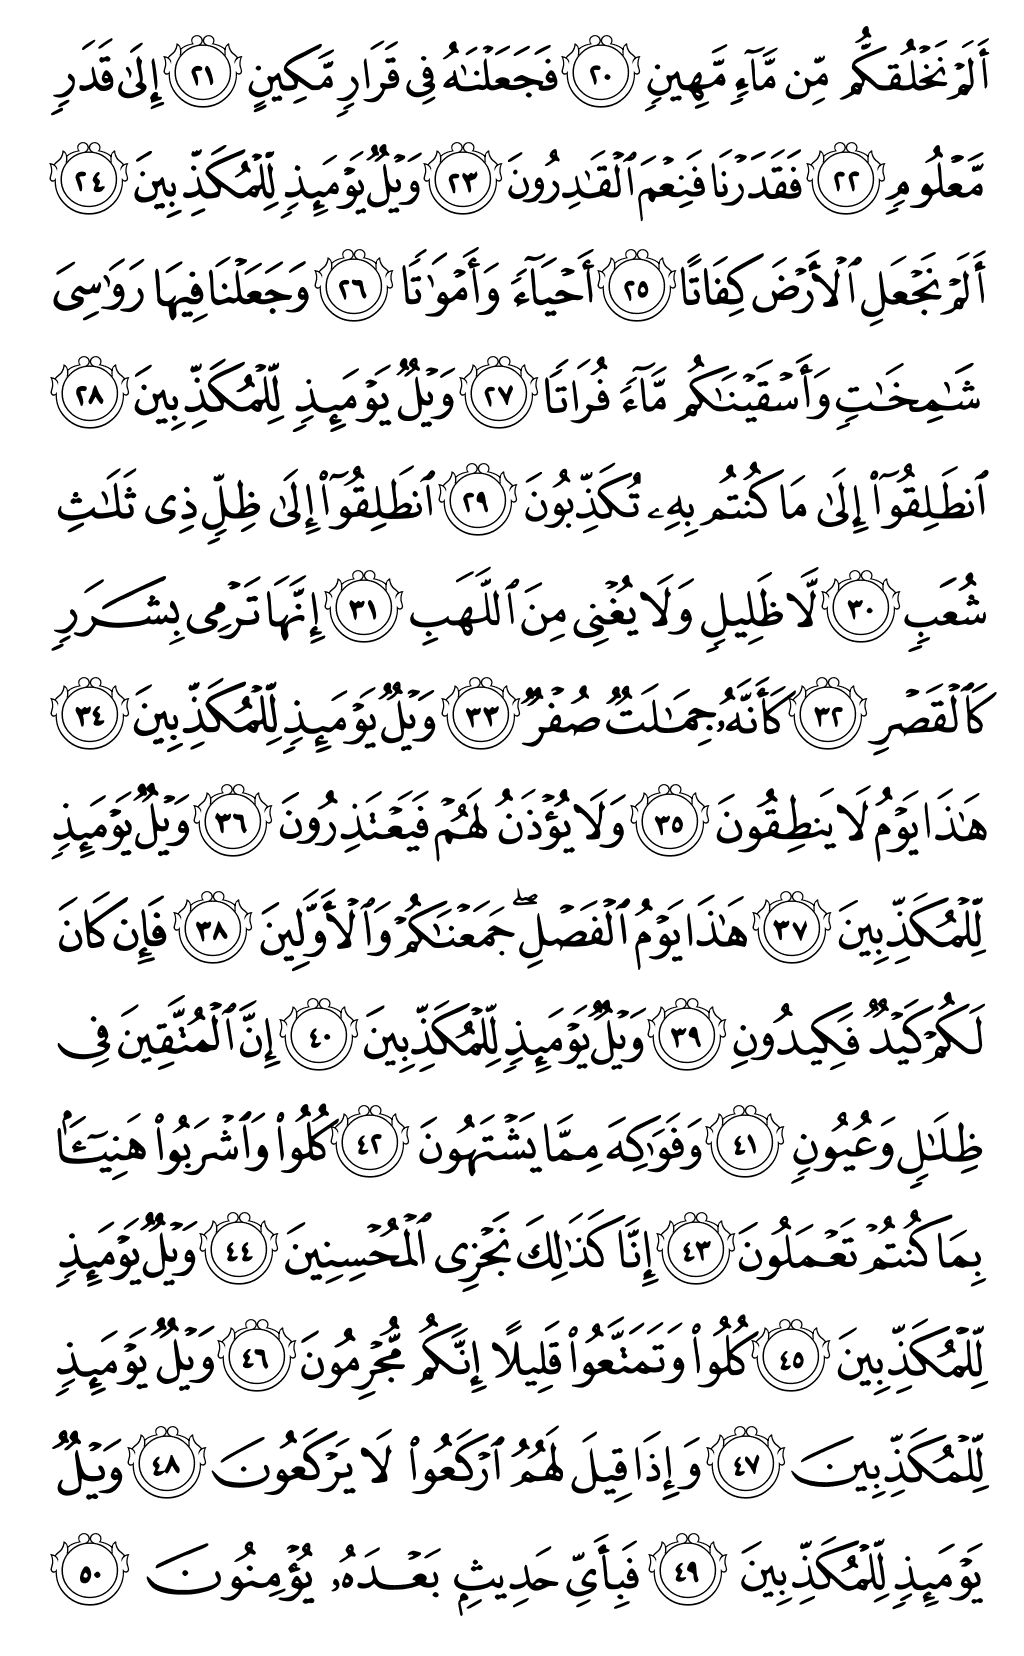 أَلَمْ نَخْلُقكُّم مِّن مَّآءٍ مَّهِينٍ ٢٠ فَجَعَلْنَـٰهُ فِى قَرَارٍ مَّكِينٍ ٢١ إِلَىٰ قَدَرٍ
مَّعْلُومٍ ٢٢ فَقَدَرْنَا فَنِعْمَ ٱلْقَـٰدِرُونَ ٢٣ وَيْلٌ يَوْمَئِذٍ لِّلْمُكَذِّبِينَ ٢٤
أَلَمْ نَجْعَلِ ٱلْأَرْضَ كِفَاتًا ٢٥ أَحْيَآءً وَأَمْوَٰتًا ٢٦ وَجَعَلْنَا فِيهَا رَوَٰسِىَ
شَـٰمِخَـٰتٍ وَأَسْقَيْنَـٰكُم مَّآءً فُرَاتًا ٢٧ وَيْلٌ يَوْمَئِذٍ لِّلْمُكَذِّبِينَ ٢٨
ٱنطَلِقُوٓا۟ إِلَىٰ مَا كُنتُم بِهِۦ تُكَذِّبُونَ ٢٩ ٱنطَلِقُوٓا۟ إِلَىٰ ظِلٍّ ذِى ثَلَـٰثِ
شُعَبٍ ٣٠ لَّا ظَلِيلٍ وَلَا يُغْنِى مِنَ ٱللَّهَبِ ٣١ إِنَّهَا تَرْمِى بِشَرَرٍ
كَٱلْقَصْرِ ٣٢ كَأَنَّهُۥ جِمَـٰلَتٌ صُفْرٌ ٣٣ وَيْلٌ يَوْمَئِذٍ لِّلْمُكَذِّبِينَ ٣٤
هَـٰذَا يَوْمُ لَا يَنطِقُونَ ٣٥ وَلَا يُؤْذَنُ لَهُمْ فَيَعْتَذِرُونَ ٣٦ وَيْلٌ يَوْمَئِذٍ
لِّلْمُكَذِّبِينَ ٣٧ هَـٰذَا يَوْمُ ٱلْفَصْلِ ۖ جَمَعْنَـٰكُمْ وَٱلْأَوَّلِينَ ٣٨ فَإِن كَانَ
لَكُمْ كَيْدٌ فَكِيدُونِ ٣٩ وَيْلٌ يَوْمَئِذٍ لِّلْمُكَذِّبِينَ ٤٠ إِنَّ ٱلْمُتَّقِينَ فِى
ظِلَـٰلٍ وَعُيُونٍ ٤١ وَفَوَٰكِهَ مِمَّا يَشْتَهُونَ ٤٢ كُلُوا۟ وَٱشْرَبُوا۟ هَنِيٓـًٔۢا
بِمَا كُنتُمْ تَعْمَلُونَ ٤٣ إِنَّا كَذَٰلِكَ نَجْزِى ٱلْمُحْسِنِينَ ٤٤ وَيْلٌ يَوْمَئِذٍ
لِّلْمُكَذِّبِينَ ٤٥ كُلُوا۟ وَتَمَتَّعُوا۟ قَلِيلًا إِنَّكُم مُّجْرِمُونَ ٤٦ وَيْلٌ يَوْمَئِذٍ
لِّلْمُكَذِّبِينَ ٤٧ وَإِذَا قِيلَ لَهُمُ ٱرْكَعُوا۟ لَا يَرْكَعُونَ ٤٨ وَيْلٌ
يَوْمَئِذٍ لِّلْمُكَذِّبِينَ ٤٩ فَبِأَىِّ حَدِيثٍۭ بَعْدَهُۥ يُؤْمِنُونَ ٥٠